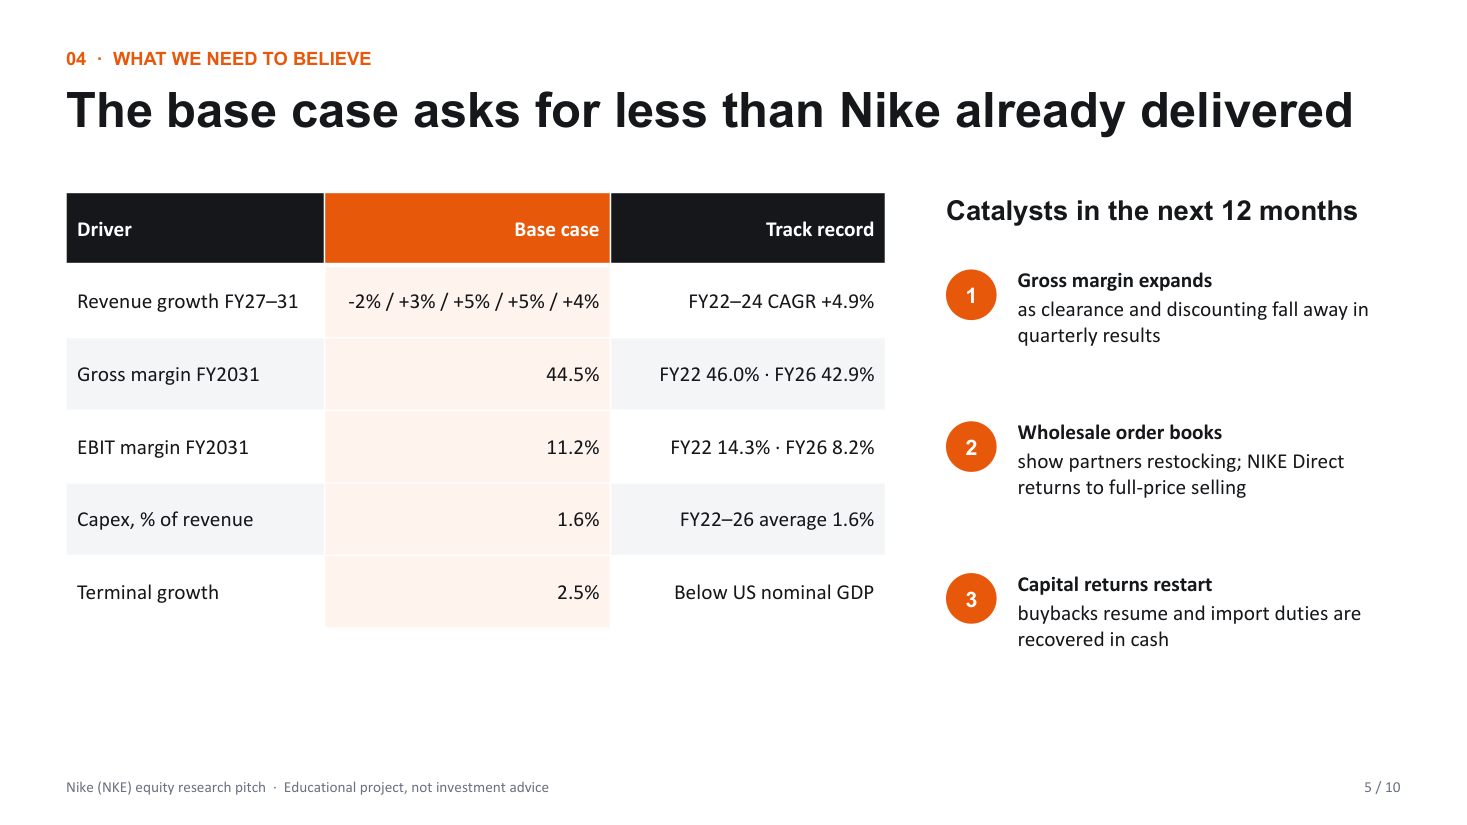 04 · WHAT WE NEED TO BELIEVE
The base case asks for less than Nike already delivered
Driver Base case Track record
Revenue growth FY27–31 -2% / +3% / +5% / +5% / +4% FY22–24 CAGR +4.9%
Gross margin FY2031 44.5% FY22 46.0% · FY26 42.9%
EBIT margin FY2031 11.2% FY22 14.3% · FY26 8.2%
Capex, % of revenue 1.6% FY22–26 average 1.6%
Terminal growth 2.5% Below US nominal GDP
Catalysts in the next 12 months
1 Gross margin expands
as clearance and discounting fall away in
quarterly results
2 Wholesale order books
show partners restocking; NIKE Direct
returns to full-price selling
3 Capital returns restart
buybacks resume and import duties are
recovered in cash
Nike (NKE) equity research pitch · Educational project, not investment advice
5 / 10